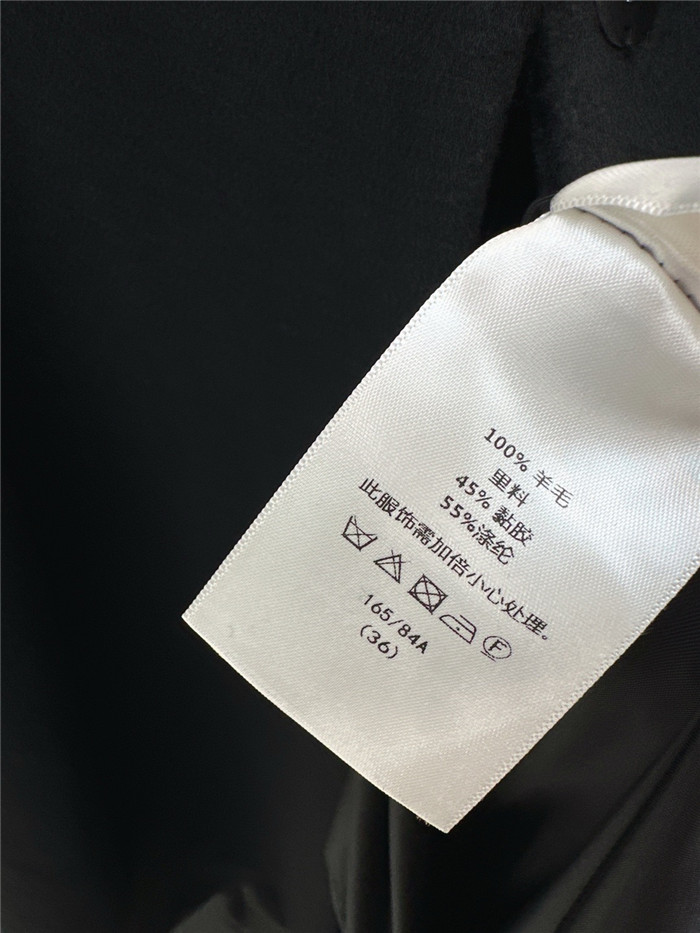 100% 羊毛
里料
45% 黏胶
55%涤纶
此服饰需加倍小心处理。
F
165/84A
(36)